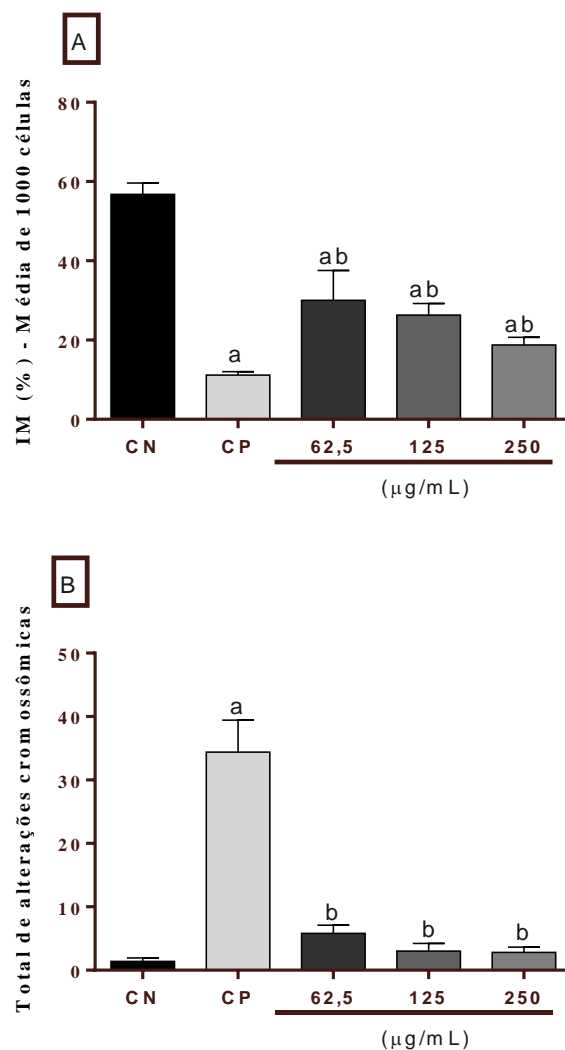 A
IM (%) - Média de 1000 células
80
60
40
20
0
a
ab
ab
ab
CN CP 62,5 125 250
(μg/mL)
B
Total de alterações cromossômicas
50
40
30
20
10
0
a
b
b
b
CN CP 62,5 125 250
(μg/mL)